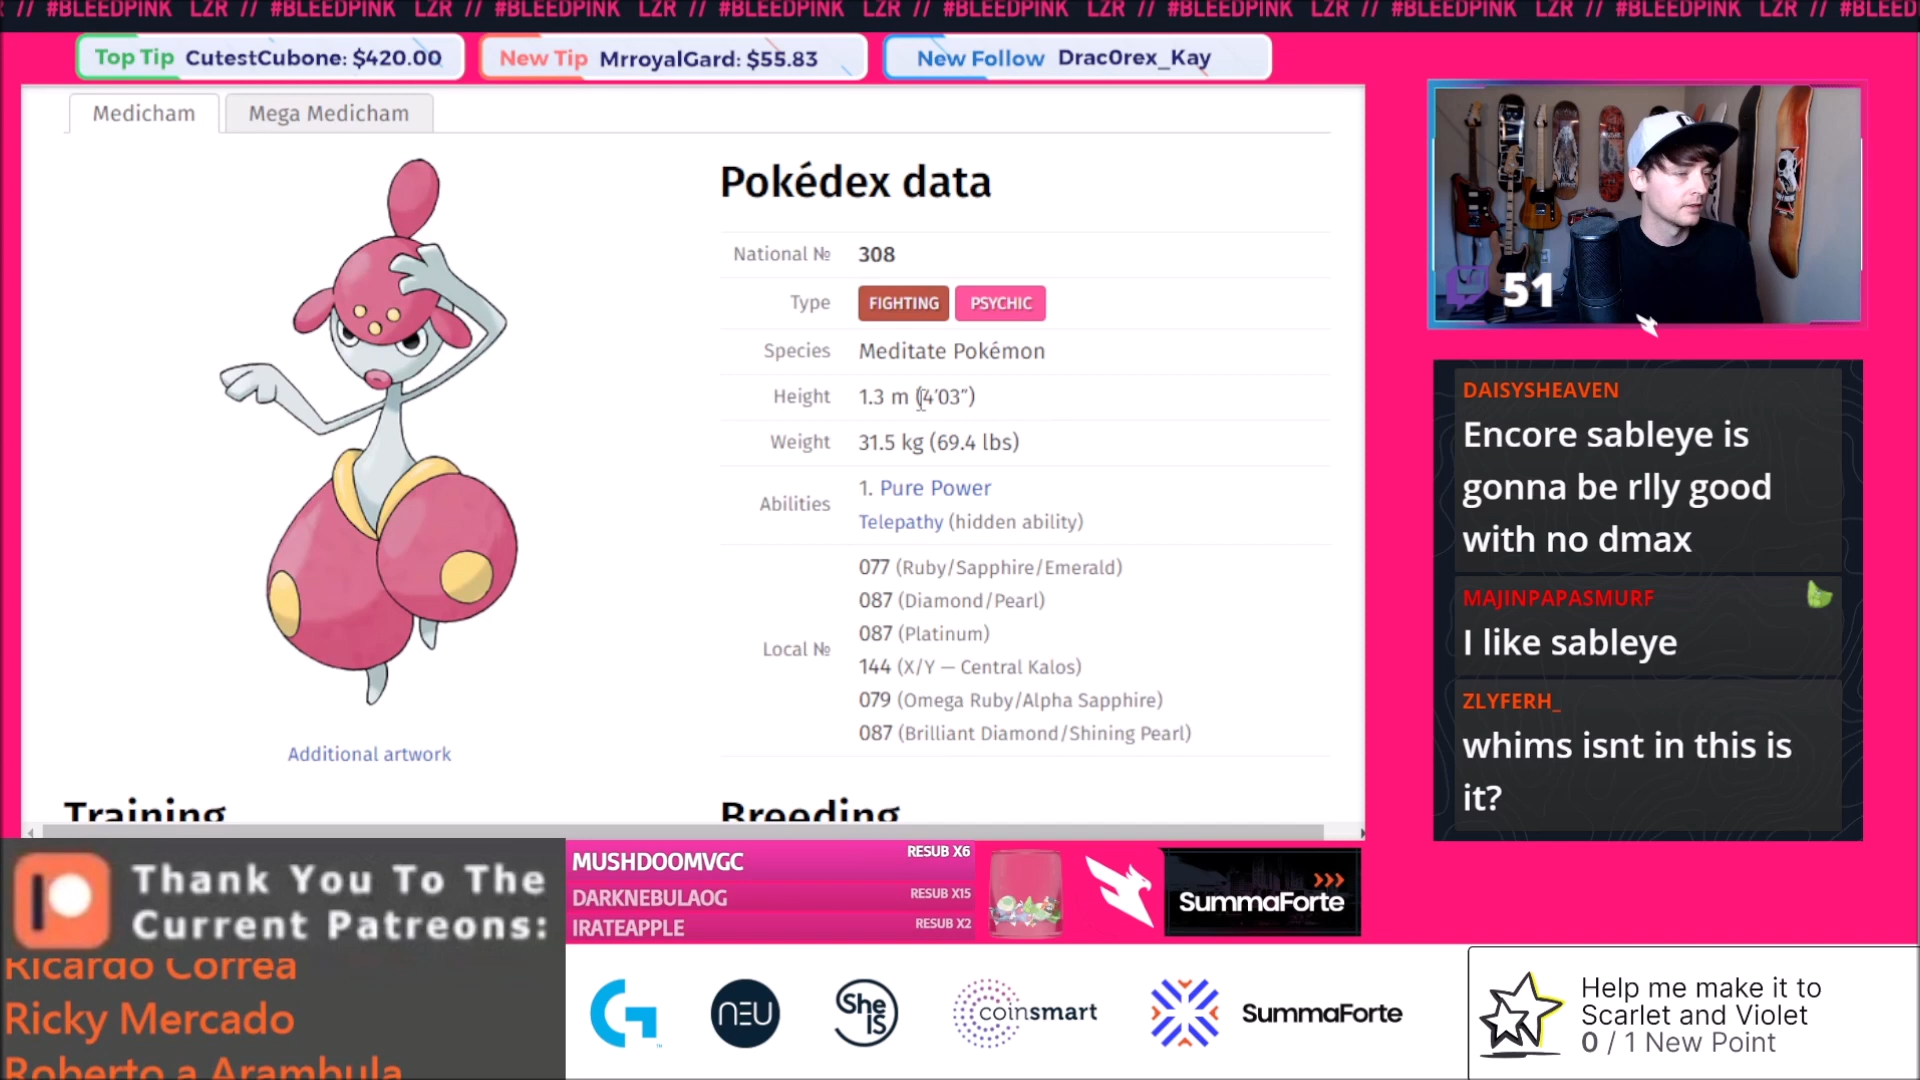 // #BLEEDPINK LZR // #BLEEDPINK LZR // #BLEEDPINK LZR // #BLEEDPINK LZR // #BLEEDPINK LZR // #BLEEDPINK LZR // #BLEEDPINK LZR // #BLEEDPINK LZR // #BLEED
Top Tip CutestCubone: $420.00
New Tip MrroyalGard: $55.83
New Follow Drac0rex_Kay
Medicham
Mega Medicham
Pokédex data
National № 308
Type FIGHTING PSYCHIC
Species Meditate Pokémon
Height 1.3 m (4′03″)
Weight 31.5 kg (69.4 lbs)
Abilities 1. Pure Power
Telepathy (hidden ability)
Local № 077 (Ruby/Sapphire/Emerald)
087 (Diamond/Pearl)
087 (Platinum)
144 (X/Y — Central Kalos)
079 (Omega Ruby/Alpha Sapphire)
087 (Brilliant Diamond/Shining Pearl)
Additional artwork
Training
Breeding
51
DAISYSHEAVEN
Encore sableye is
gonna be rlly good
with no dmax
MAJINPAPASMURF
I like sableye
ZLYFERH_
whims isnt in this is
it?
Thank You To The
Current Patreons:
Ricardo Correa
Ricky Mercado
Roberto a Arambula
MUSHDOOMVGC RESUB X6
DARKNEBULAOG RESUB X15
IRATEAPPLE RESUB X2
SummaForte
G
NEU
She
IS
coinsmart
SummaForte
Help me make it to
Scarlet and Violet
0 / 1 New Point